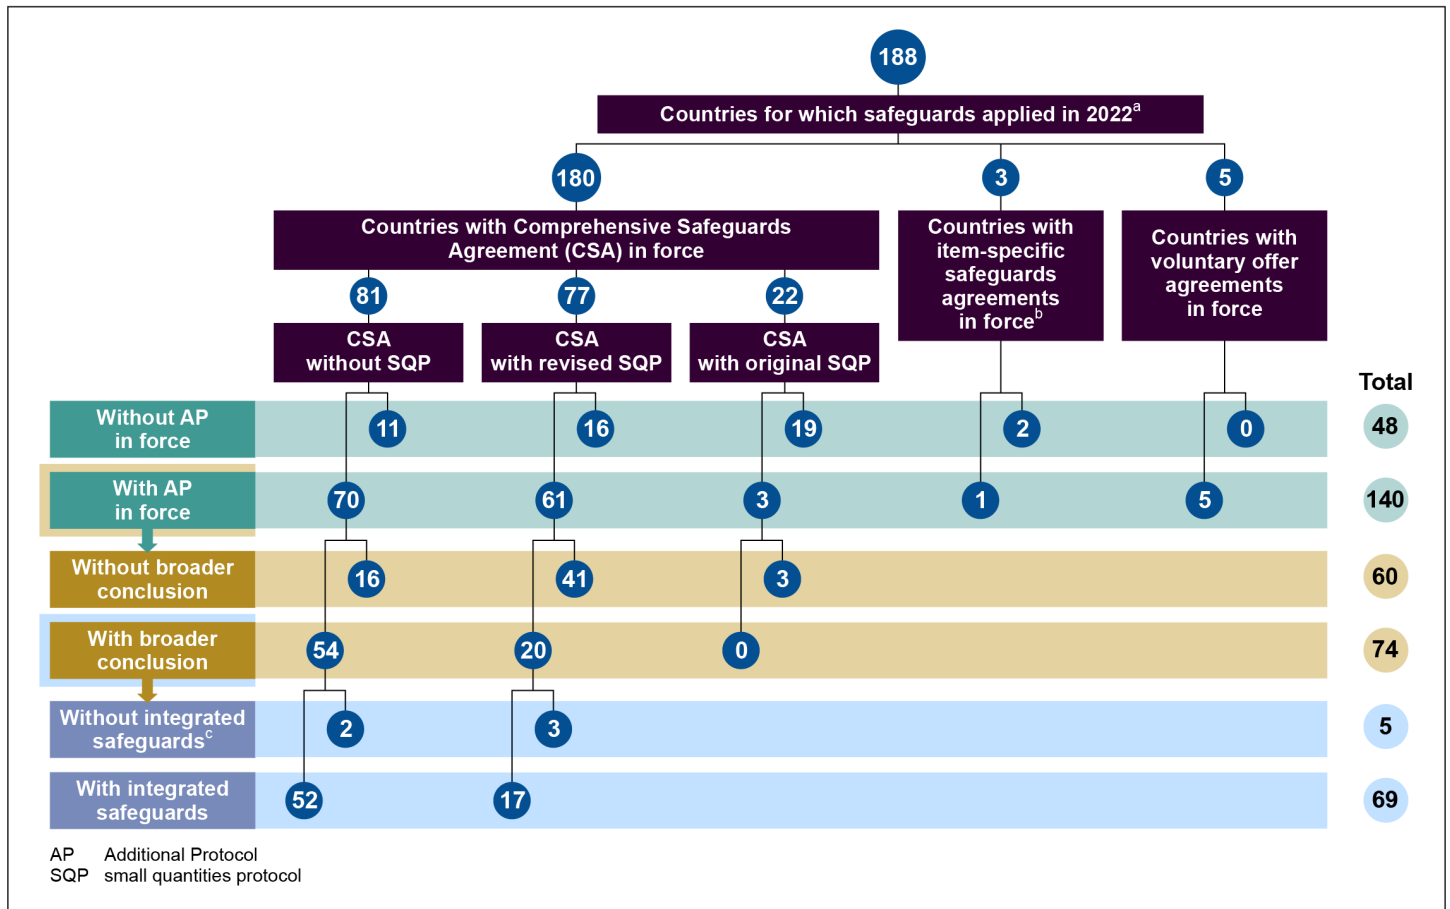 188
Countries for which safeguards applied in 2022a
180
3
5
Countries with Comprehensive Safeguards
Agreement (CSA) in force
Countries with
item-specific
safeguards
agreements
in forceb
Countries with
voluntary offer
agreements
in force
81
77
22
CSA
without SQP
CSA
with revised SQP
CSA
with original SQP
Total
Without AP
in force
11
16
19
2
0
48
With AP
in force
70
61
3
1
5
140
Without broader
conclusion
16
41
3
60
With broader
conclusion
54
20
0
74
Without integrated
safeguardsc
2
3
5
With integrated
safeguards
52
17
69
AP Additional Protocol
SQP small quantities protocol